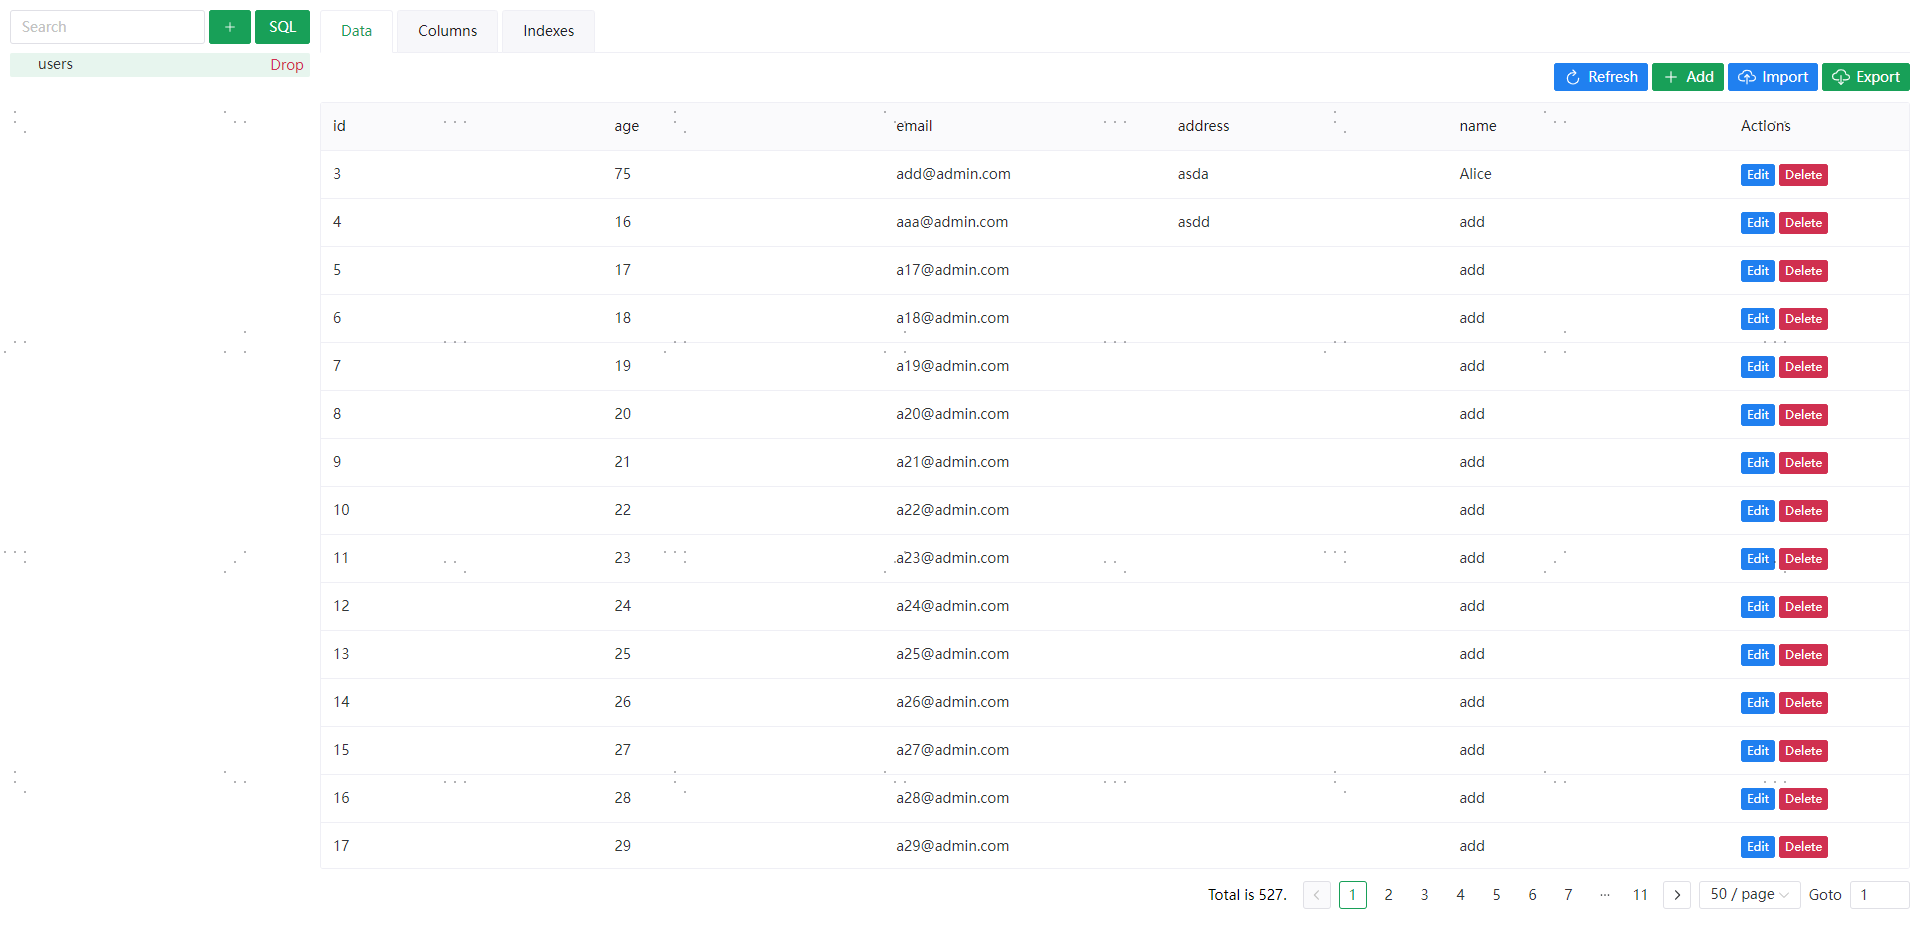 Search + SQL Data Columns Indexes
users Drop
Refresh + Add Import Export
id age email address name Actions
3 75 add@admin.com asda Alice Edit Delete
4 16 aaa@admin.com asdd add Edit Delete
5 17 a17@admin.com add Edit Delete
6 18 a18@admin.com add Edit Delete
7 19 a19@admin.com add Edit Delete
8 20 a20@admin.com add Edit Delete
9 21 a21@admin.com add Edit Delete
10 22 a22@admin.com add Edit Delete
11 23 a23@admin.com add Edit Delete
12 24 a24@admin.com add Edit Delete
13 25 a25@admin.com add Edit Delete
14 26 a26@admin.com add Edit Delete
15 27 a27@admin.com add Edit Delete
16 28 a28@admin.com add Edit Delete
17 29 a29@admin.com add Edit Delete
Total is 527. < 1 2 3 4 5 6 7 ... 11 > 50 / page Goto 1